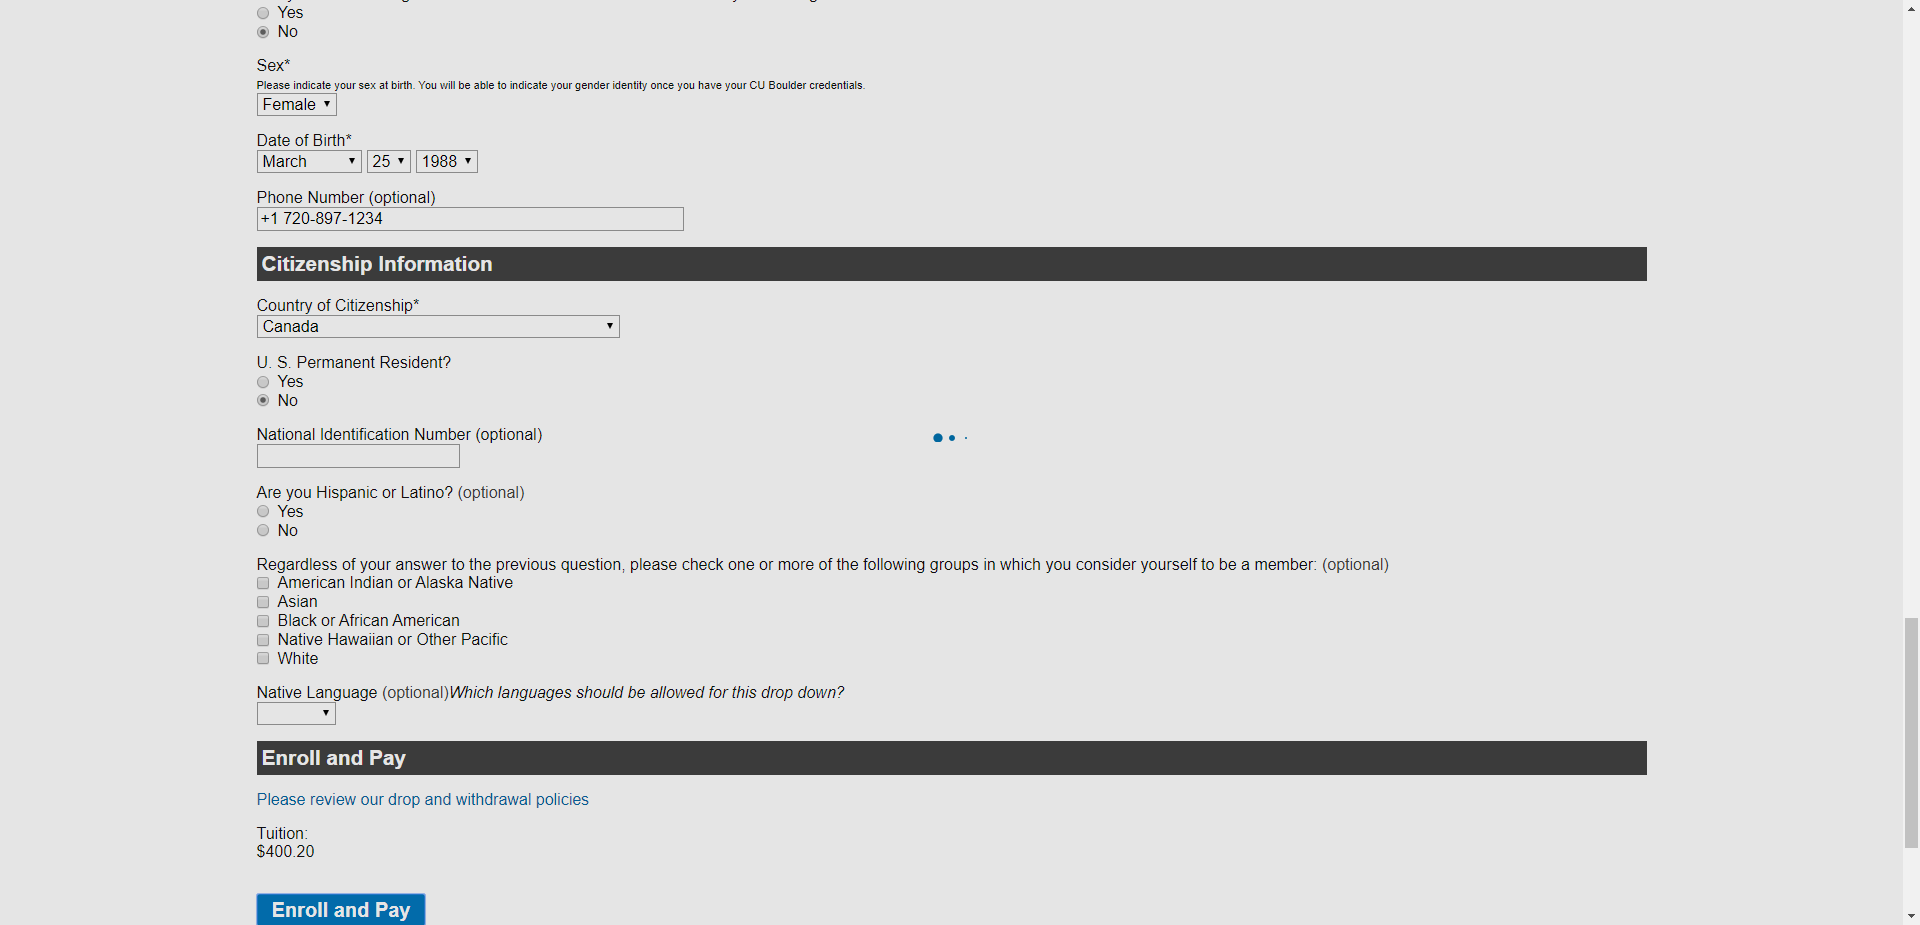 Yes
No
Sex*
Please indicate your sex at birth. You will be able to indicate your gender identity once you have your CU Boulder credentials.
Female
Date of Birth*
March 25 1988
Phone Number (optional)
+1 720-897-1234
Citizenship Information
Country of Citizenship*
Canada
U. S. Permanent Resident?
Yes
No
National Identification Number (optional)
Are you Hispanic or Latino? (optional)
Yes
No
Regardless of your answer to the previous question, please check one or more of the following groups in which you consider yourself to be a member: (optional)
American Indian or Alaska Native
Asian
Black or African American
Native Hawaiian or Other Pacific
White
Native Language (optional)Which languages should be allowed for this drop down?
Enroll and Pay
Please review our drop and withdrawal policies
Tuition:
$400.20
Enroll and Pay